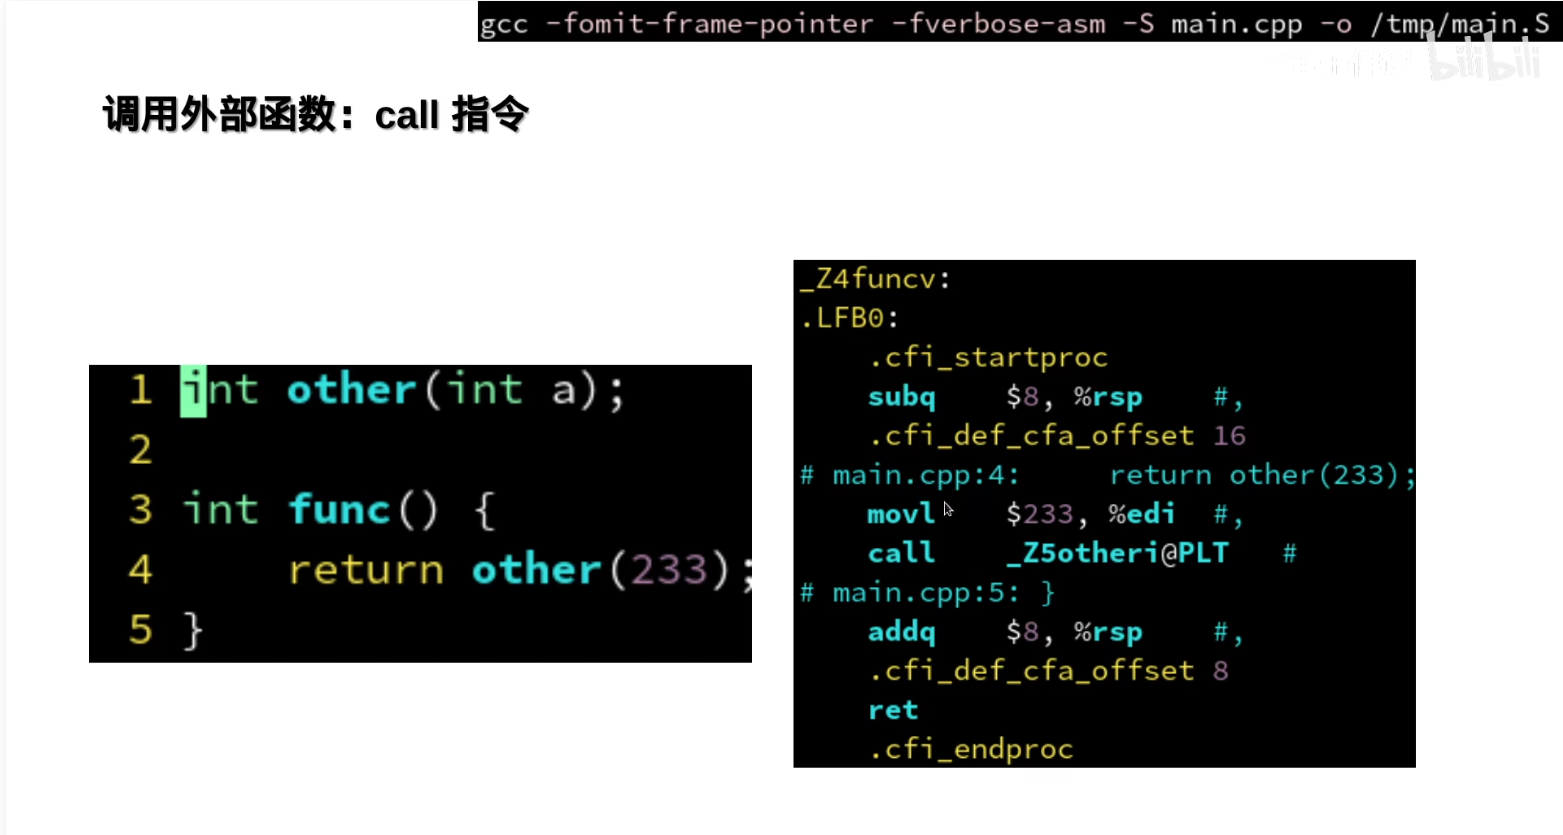 gcc -fomit-frame-pointer -fverbose-asm -S main.cpp -o /tmp/main.S
bilibili
调用外部函数：call 指令
1 int other(int a);
2
3 int func() {
4     return other(233);
5 }
_Z4funcv:
.LFB0:
.cfi_startproc
subq $8, %rsp #,
.cfi_def_cfa_offset 16
# main.cpp:4: return other(233);
movl $233, %edi #,
call _Z5otheri@PLT #
# main.cpp:5: }
addq $8, %rsp #,
.cfi_def_cfa_offset 8
ret
.cfi_endproc